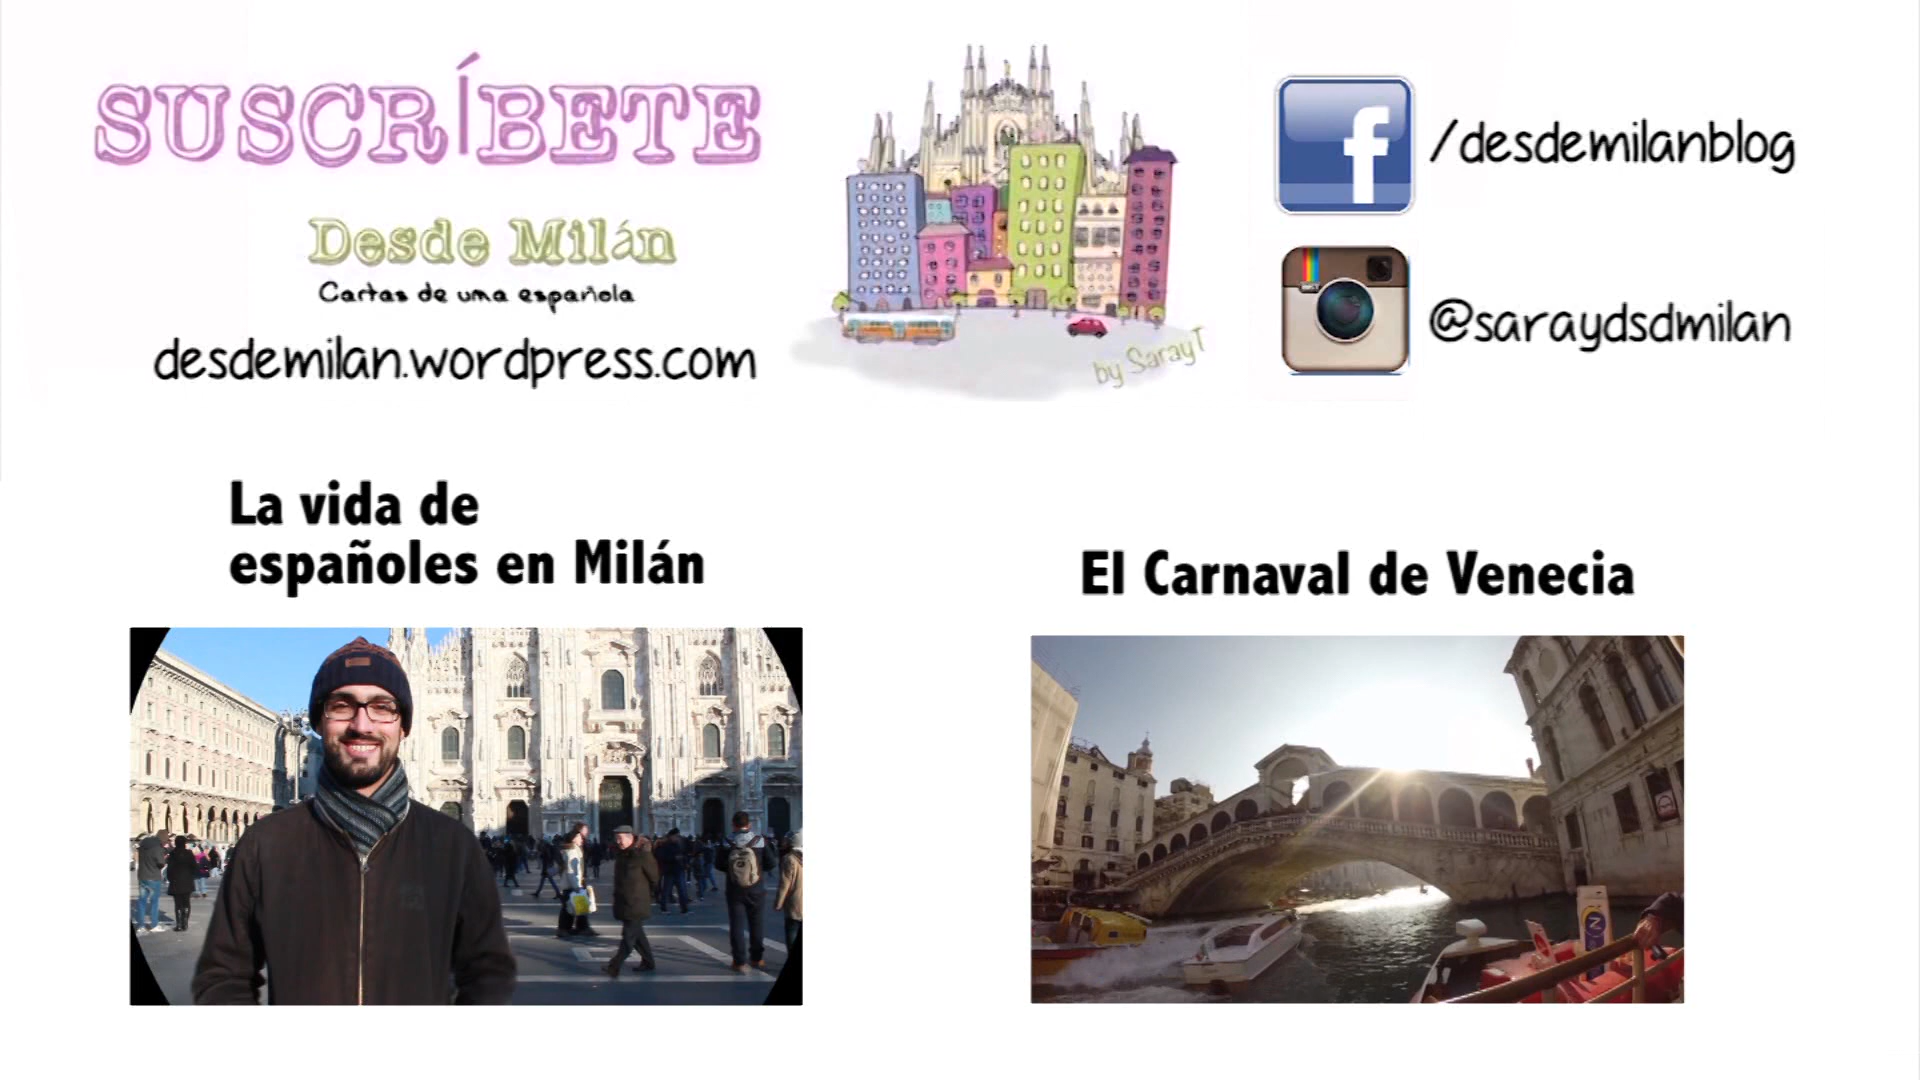 SUSCRÍBETE
Desde Milán
Cartas de una española
desdemilan.wordpress.com
by SarayT
/desdemilanblog
@saraydsdmilan
La vida de
españoles en Milán
El Carnaval de Venecia